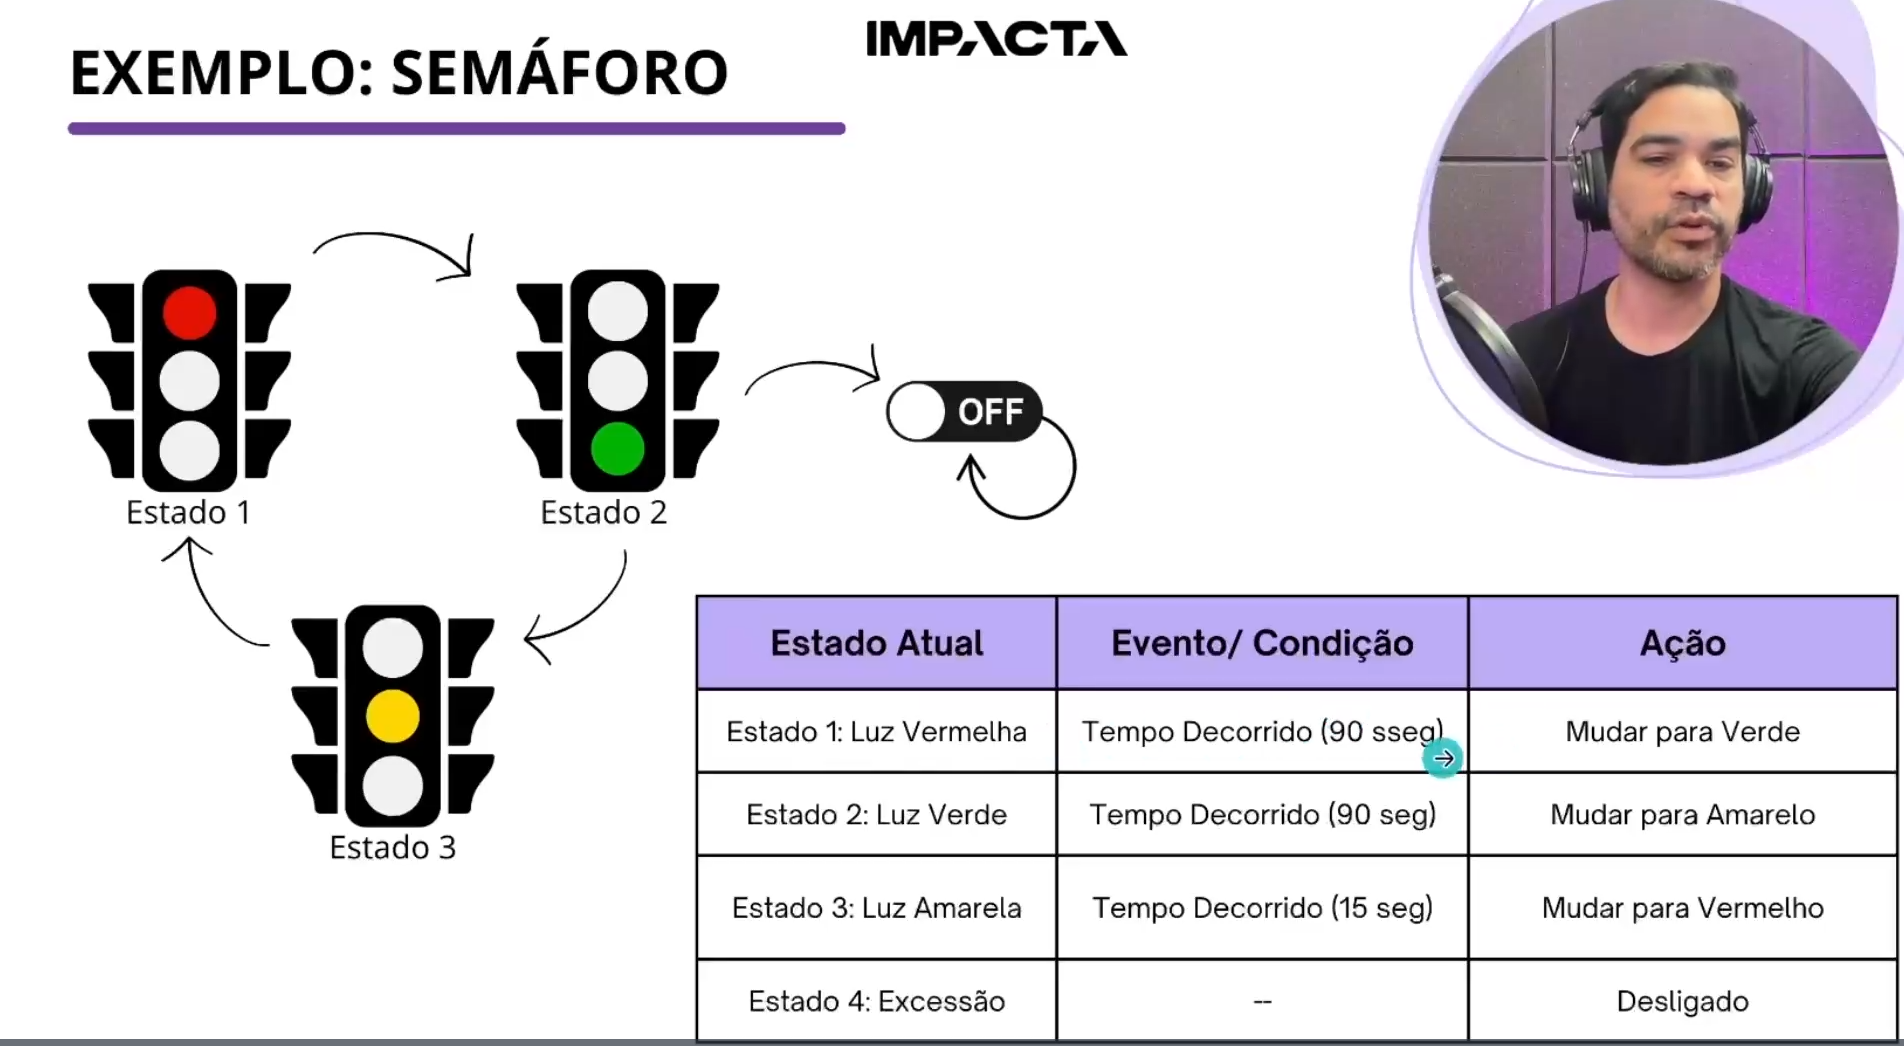 IMPACTA
EXEMPLO: SEMÁFORO
OFF
Estado 1
Estado 2
Estado 3
Estado Atual
Evento/ Condição
Ação
Estado 1: Luz Vermelha
Tempo Decorrido (90 sseg)
Mudar para Verde
Estado 2: Luz Verde
Tempo Decorrido (90 seg)
Mudar para Amarelo
Estado 3: Luz Amarela
Tempo Decorrido (15 seg)
Mudar para Vermelho
Estado 4: Excessão
--
Desligado